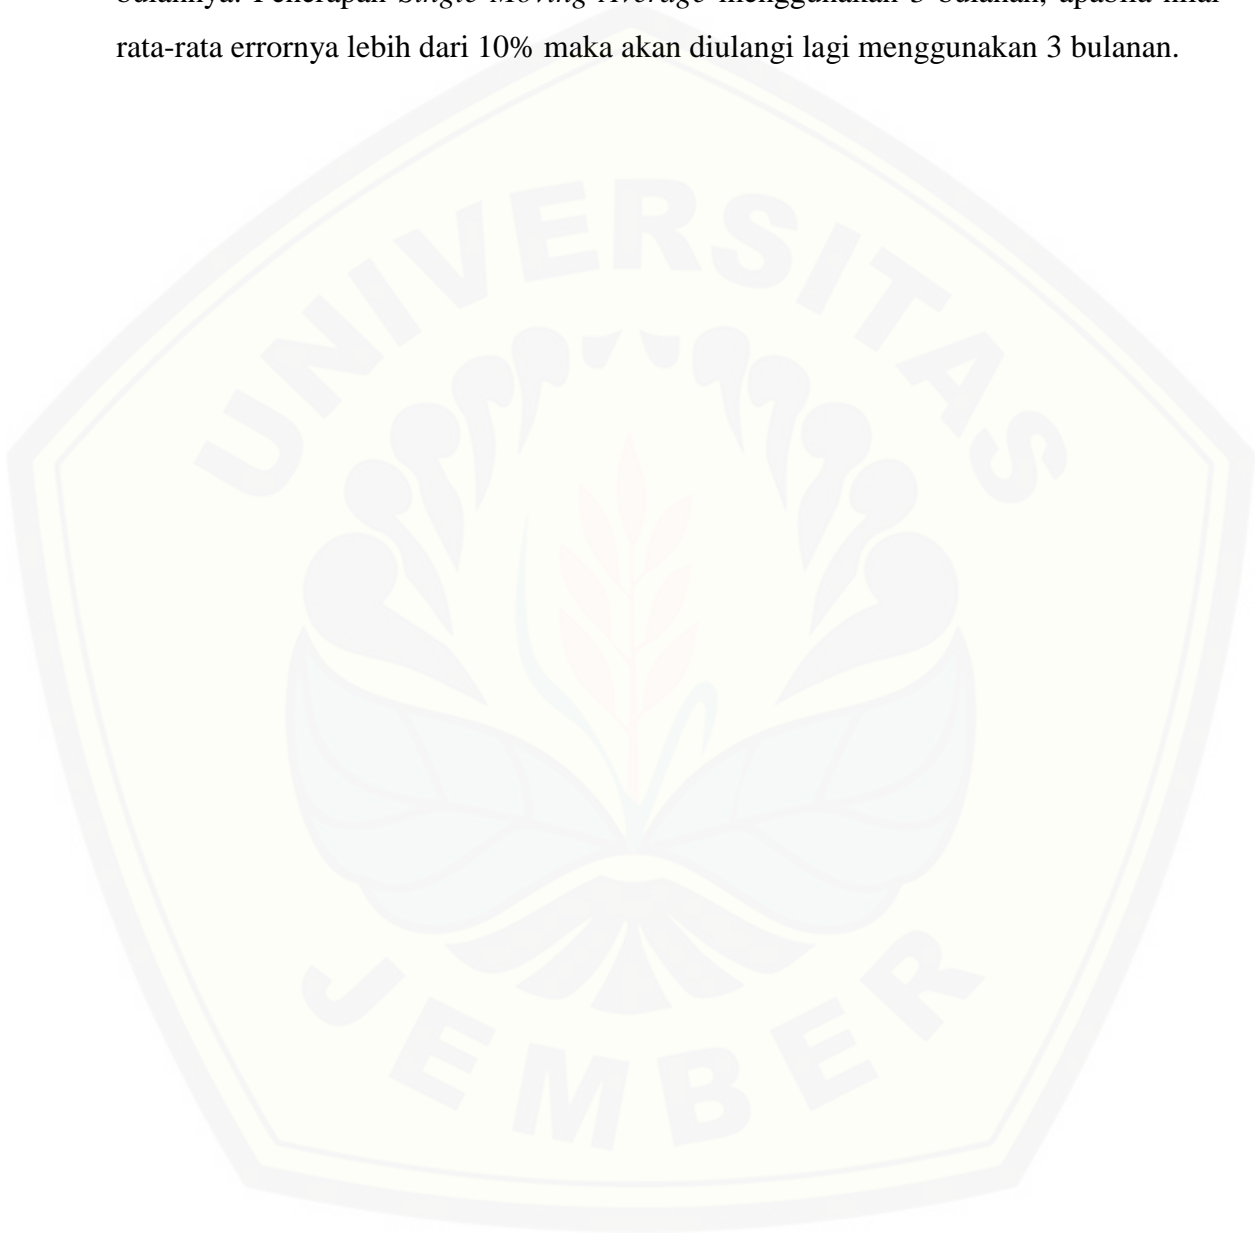 bulannya. Penerapan Single Moving Average menggunakan bulanan, apabila nilai
rata-rata errornya lebih dari 10% maka akan diulangi lagi menggunakan 3 bulanan.
UNIVERSITAS
JEMBER